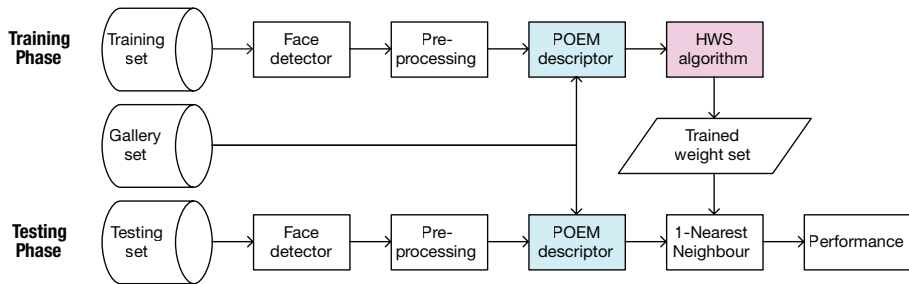 Training
Phase
Training
set
Face
detector
Pre-
processing
POEM
descriptor
HWS
algorithm
Gallery
set
Trained
weight set
Testing
Phase
Testing set
Face
detector
Pre-
processing
POEM
descriptor
1-Nearest
Neighbour
Performance